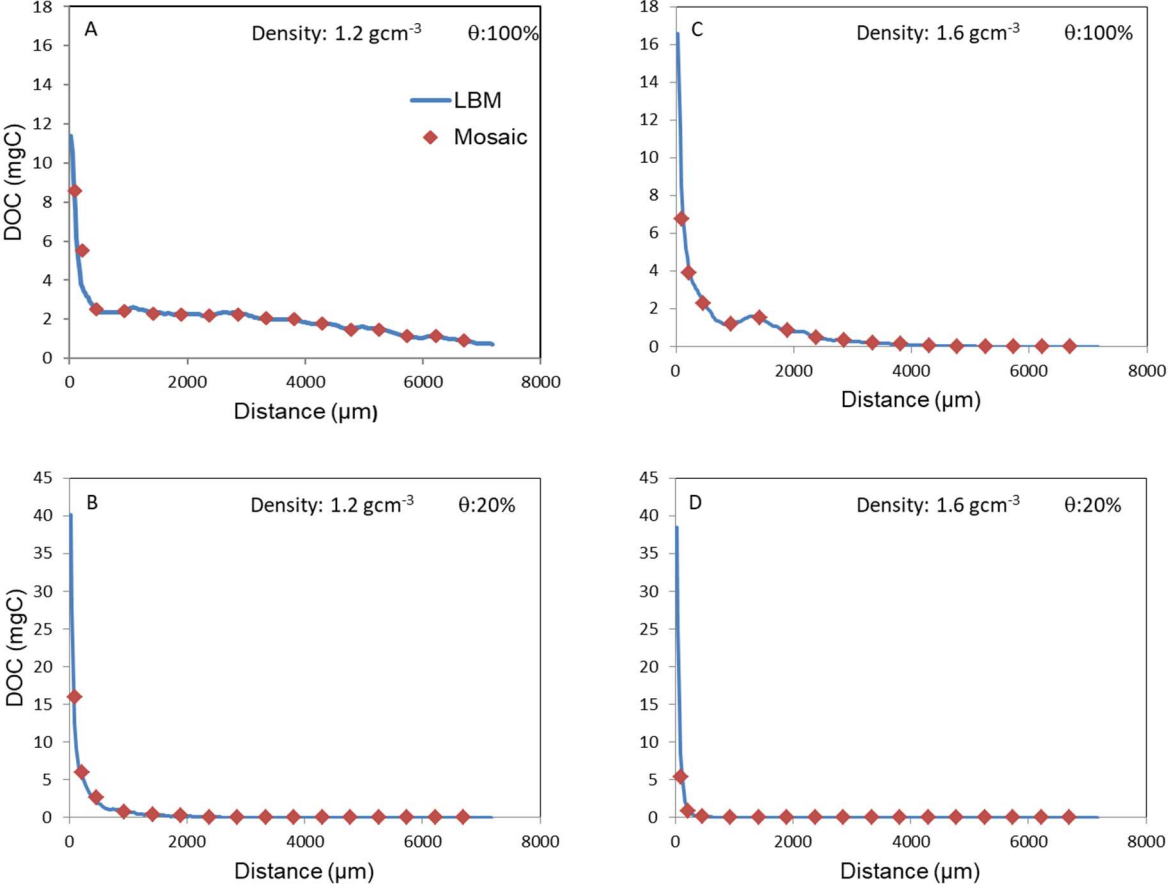 A
Density: 1.2 gcm-3 θ:100%
LBM
Mosaic
DOC (mgC)
18
16
14
12
10
8
6
4
2
0
0 2000 4000 6000 8000
Distance (µm)
C
Density: 1.6 gcm-3 θ:100%
18
16
14
12
10
8
6
4
2
0
0 2000 4000 6000 8000
Distance (µm)
B
Density: 1.2 gcm-3 θ:20%
DOC (mgC)
45
40
35
30
25
20
15
10
5
0
0 2000 4000 6000 8000
Distance (µm)
D
Density: 1.6 gcm-3 θ:20%
45
40
35
30
25
20
15
10
5
0
0 2000 4000 6000 8000
Distance (µm)